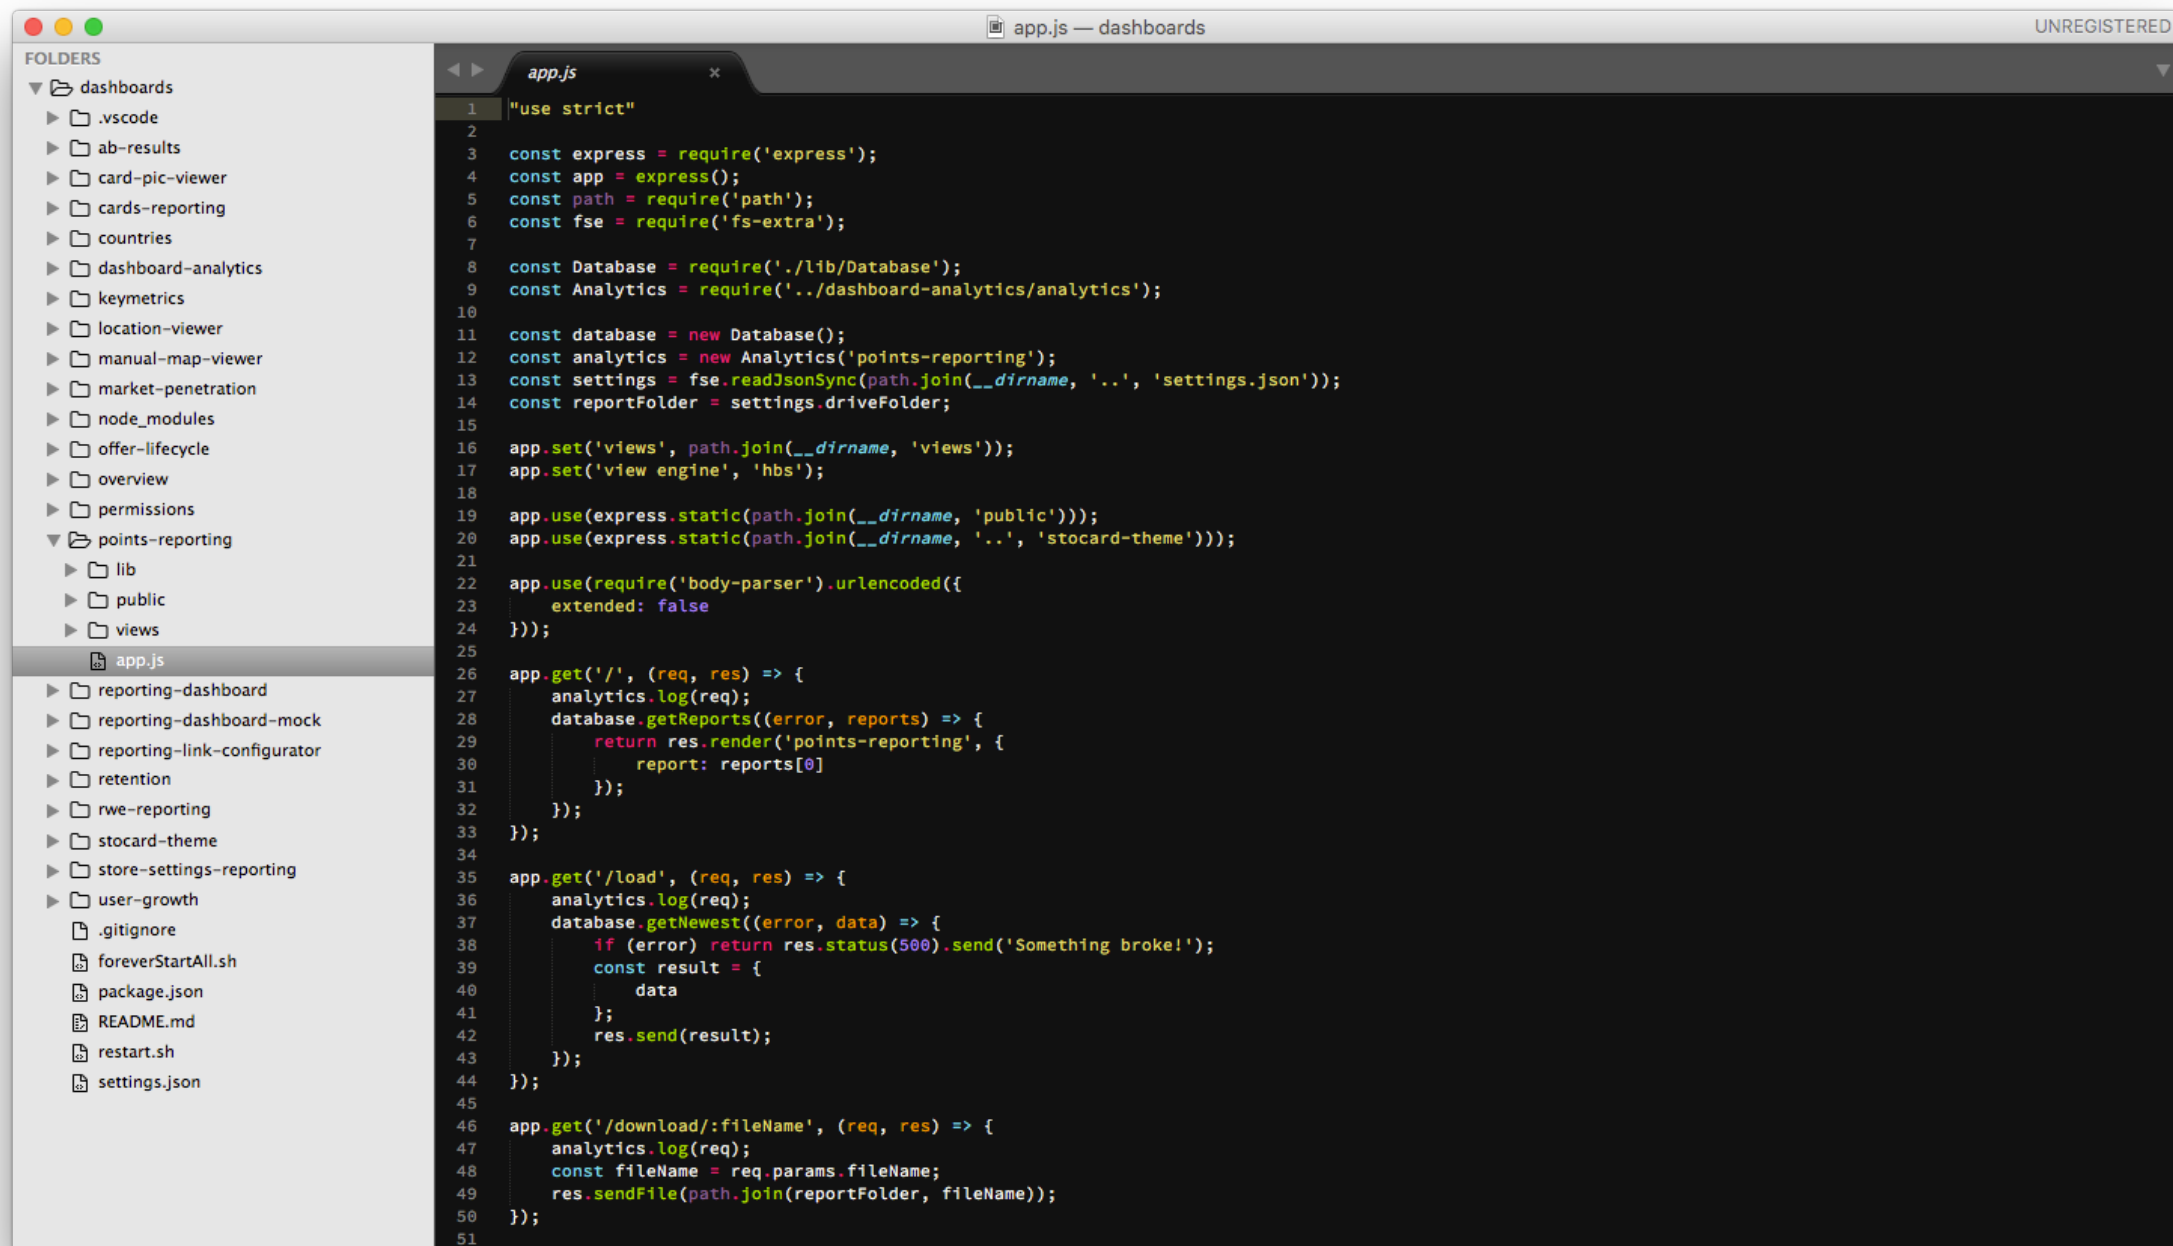 app.js — dashboards
UNREGISTERED
FOLDERS
dashboards
.vscode
ab-results
card-pic-viewer
cards-reporting
countries
dashboard-analytics
keymetrics
location-viewer
manual-map-viewer
market-penetration
node_modules
offer-lifecycle
overview
permissions
points-reporting
lib
public
views
app.js
reporting-dashboard
reporting-dashboard-mock
reporting-link-configurator
retention
rwe-reporting
stocard-theme
store-settings-reporting
user-growth
.gitignore
foreverStartAll.sh
package.json
README.md
restart.sh
settings.json
app.js ×
1 "use strict"
2
3 const express = require('express');
4 const app = express();
5 const path = require('path');
6 const fse = require('fs-extra');
7
8 const Database = require('./lib/Database');
9 const Analytics = require('../dashboard-analytics/analytics');
10
11 const database = new Database();
12 const analytics = new Analytics('points-reporting');
13 const settings = fse.readJsonSync(path.join(__dirname, '..', 'settings.json'));
14 const reportFolder = settings.driveFolder;
15
16 app.set('views', path.join(__dirname, 'views'));
17 app.set('view engine', 'hbs');
18
19 app.use(express.static(path.join(__dirname, 'public')));
20 app.use(express.static(path.join(__dirname, '..', 'stocard-theme')));
21
22 app.use(require('body-parser').urlencoded({
23 extended: false
24 }));
25
26 app.get('/', (req, res) => {
27 analytics.log(req);
28 database.getReports((error, reports) => {
29 return res.render('points-reporting', {
30 report: reports[0]
31 });
32 });
33 });
34
35 app.get('/load', (req, res) => {
36 analytics.log(req);
37 database.getNewest((error, data) => {
38 if (error) return res.status(500).send('Something broke!');
39 const result = {
40 data
41 };
42 res.send(result);
43 });
44 });
45
46 app.get('/download/:fileName', (req, res) => {
47 analytics.log(req);
48 const fileName = req.params.fileName;
49 res.sendFile(path.join(reportFolder, fileName));
50 });
51